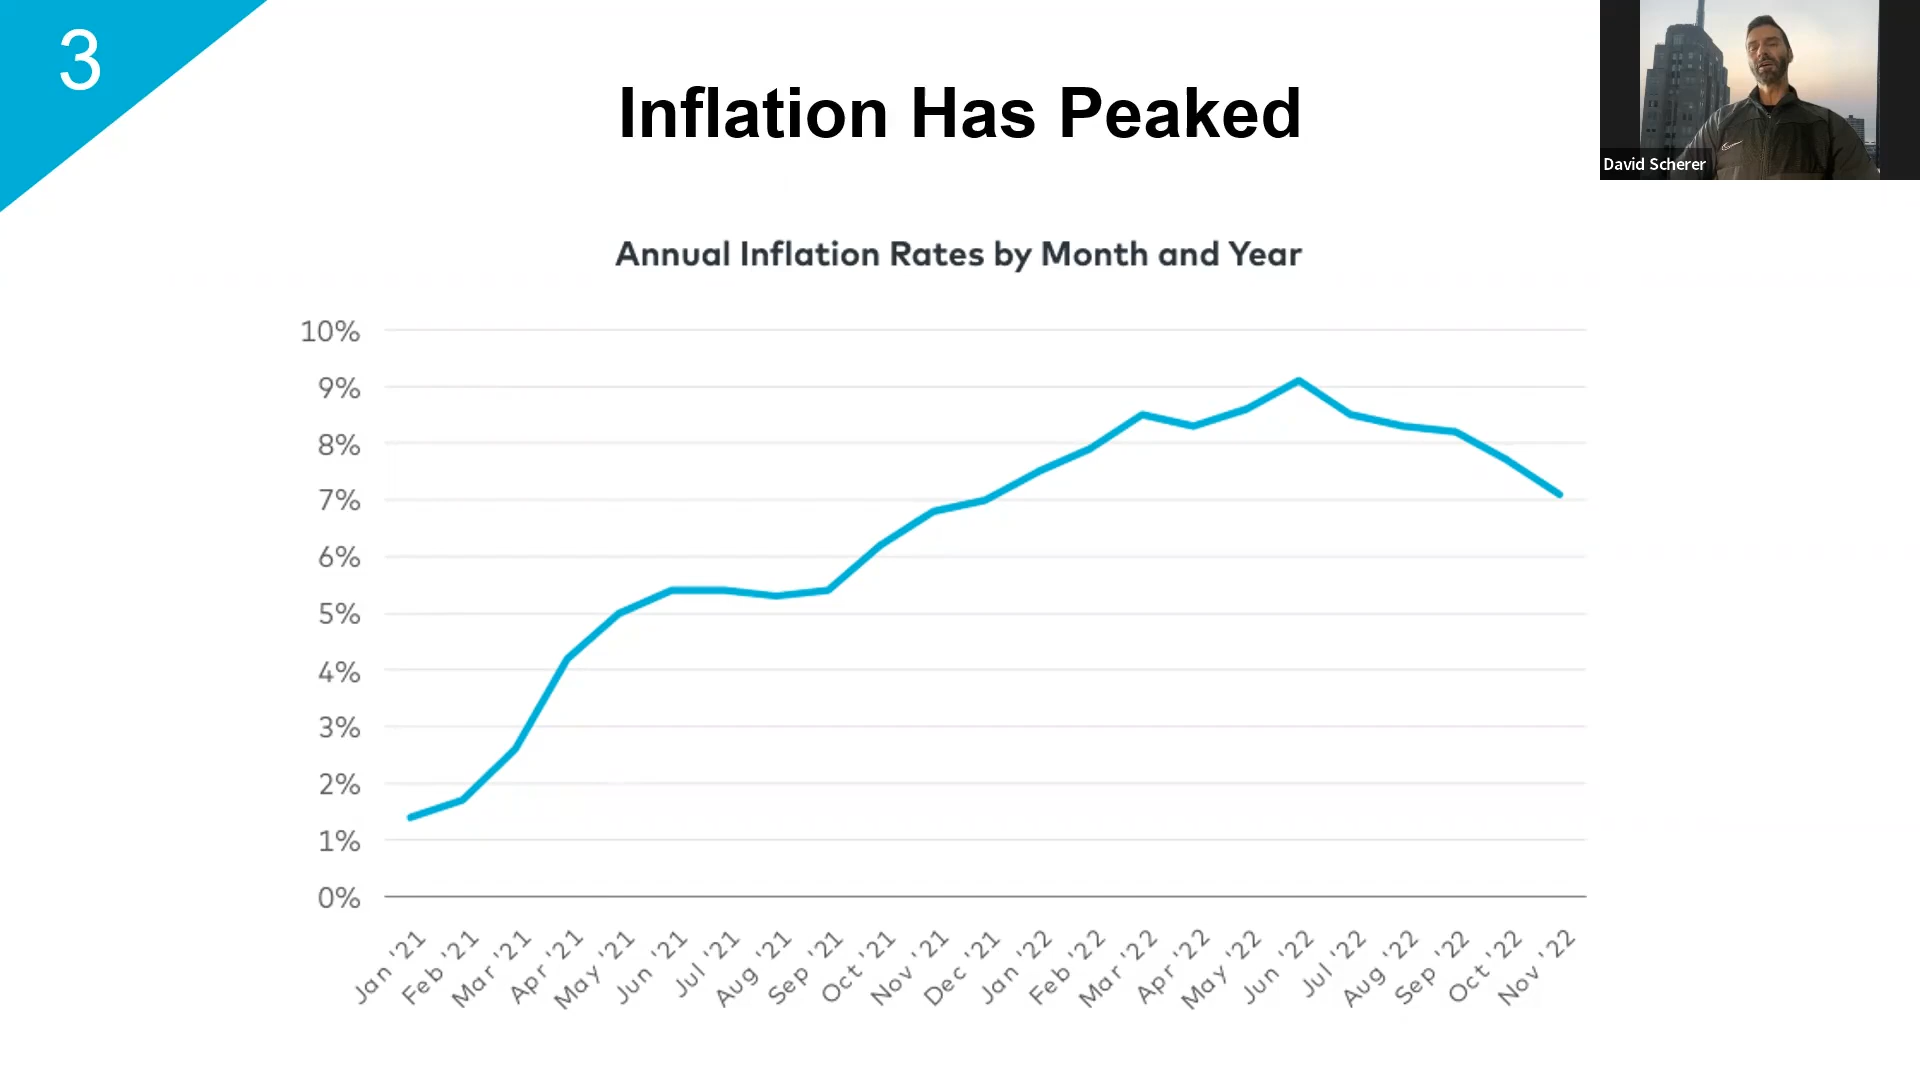 3
Inflation Has Peaked
David Scherer
Annual Inflation Rates by Month and Year
10%
9%
8%
7%
6%
5%
4%
3%
2%
1%
0%
Jan '21
Feb '21
Mar '21
Apr '21
May '21
Jun '21
Jul '21
Aug '21
Sep '21
Oct '21
Nov '21
Dec '21
Jan '22
Feb '22
Mar '22
Apr '22
May '22
Jun '22
Jul '22
Aug '22
Sep '22
Oct '22
Nov '22